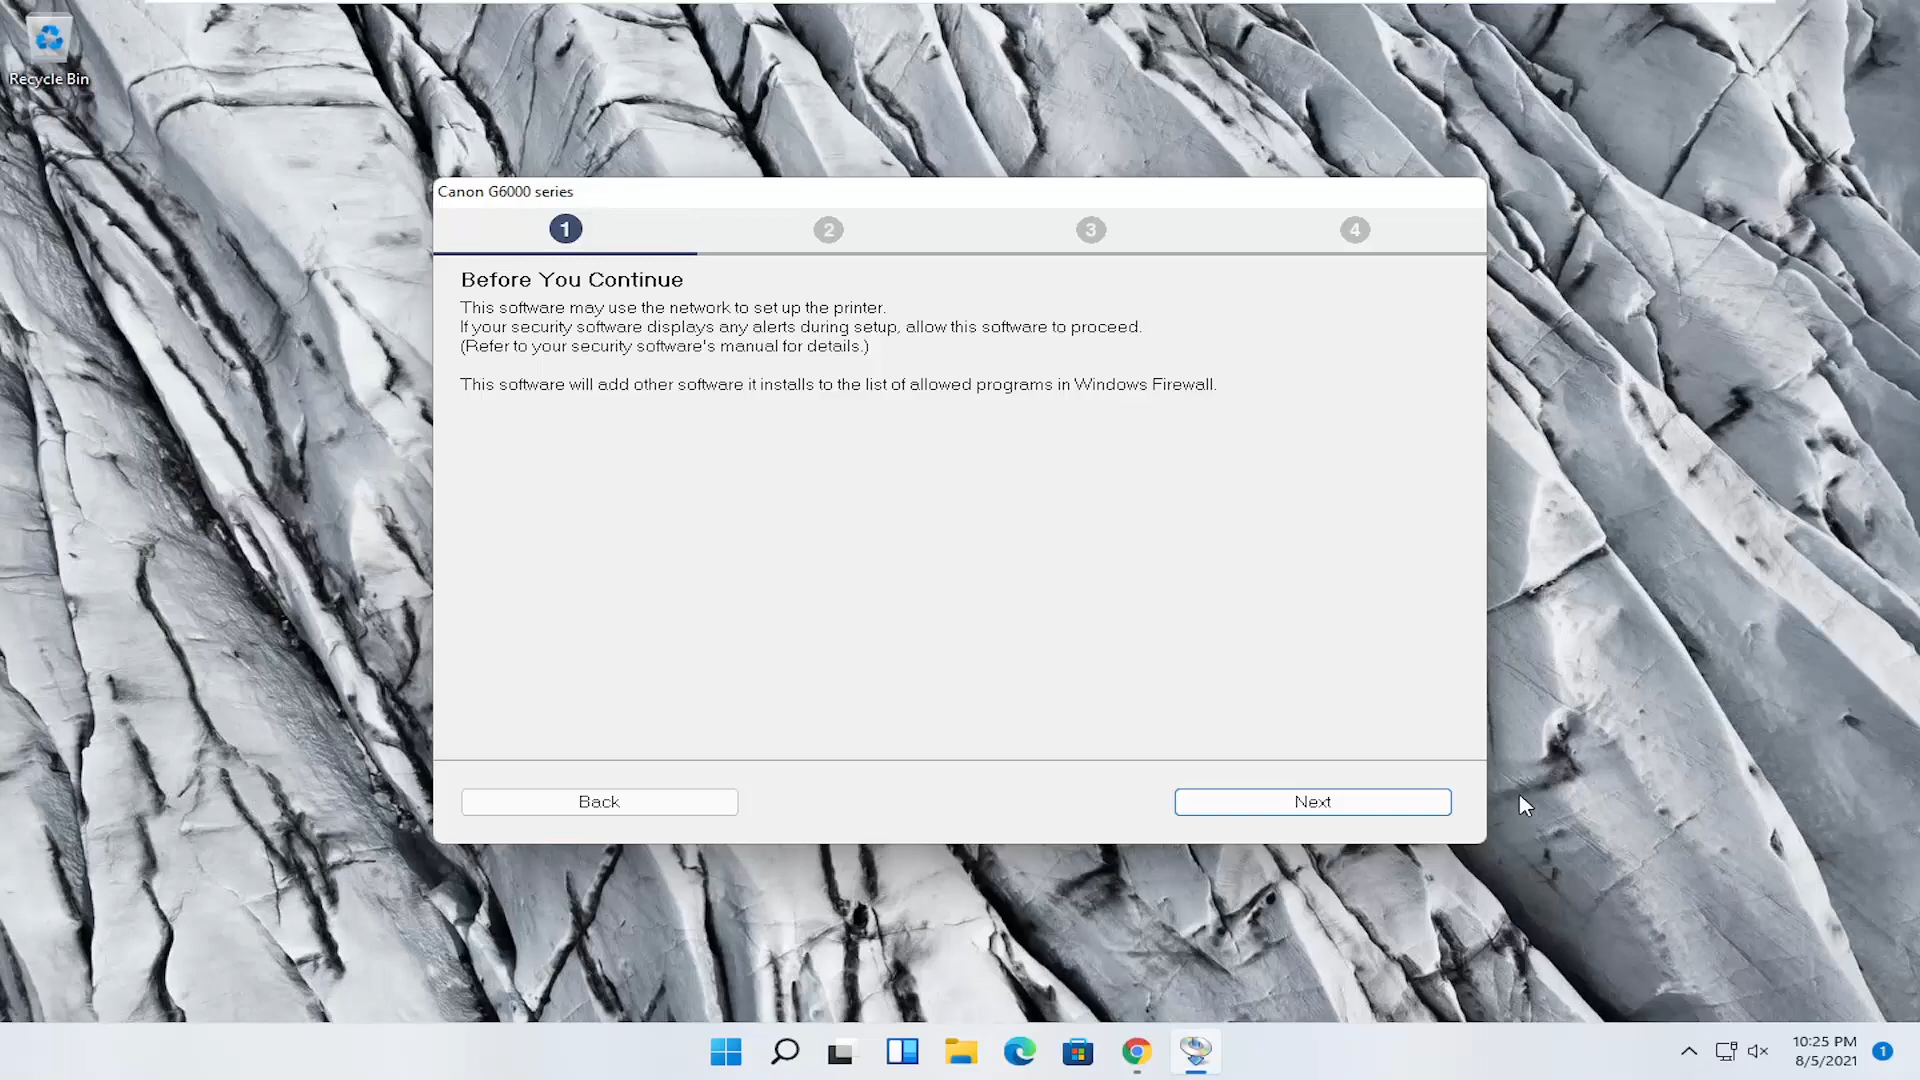 Recycle Bin
Canon G6000 series
1
2
3
4
Before You Continue
This software may use the network to set up the printer.
If your security software displays any alerts during setup, allow this software to proceed.
(Refer to your security software's manual for details.)
This software will add other software it installs to the list of allowed programs in Windows Firewall.
Back
Next
10:25 PM
8/5/2021
1